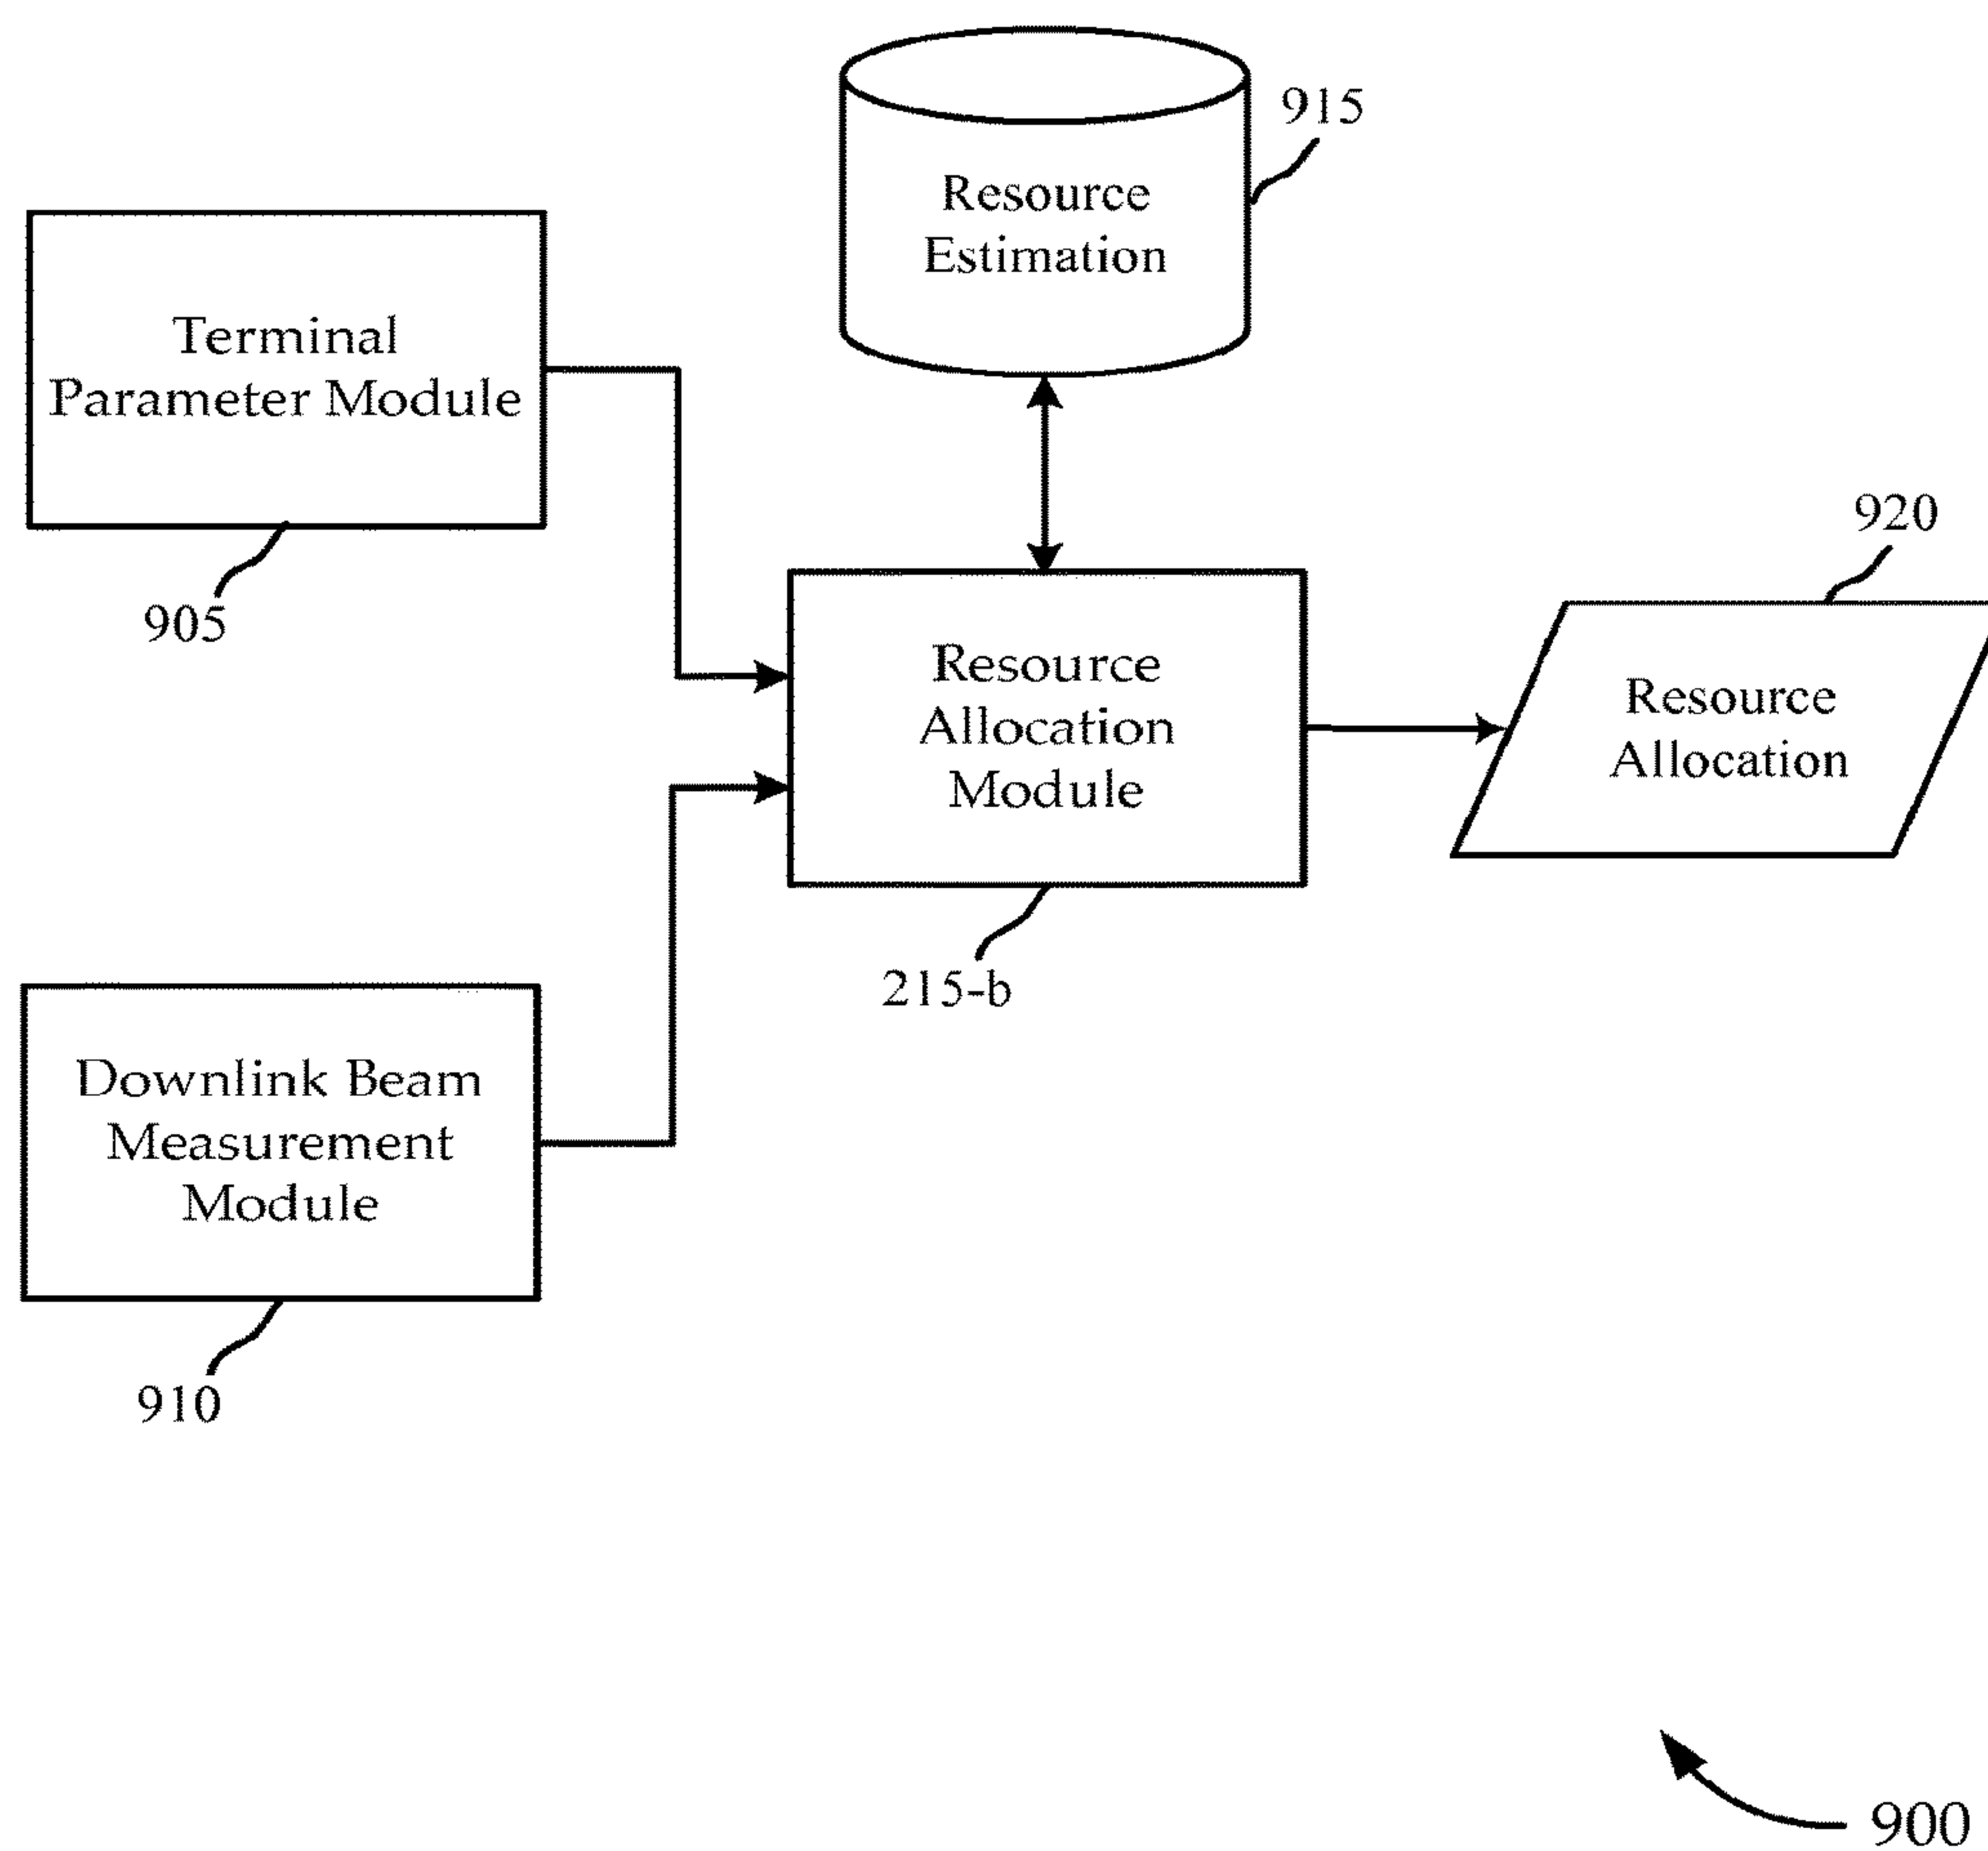 915
Resource
Estimation
Terminal
Parameter Module
905
920
Resource
Allocation
Module
Resource
Allocation
215-b
Downlink Beam
Measurement
Module
910
900